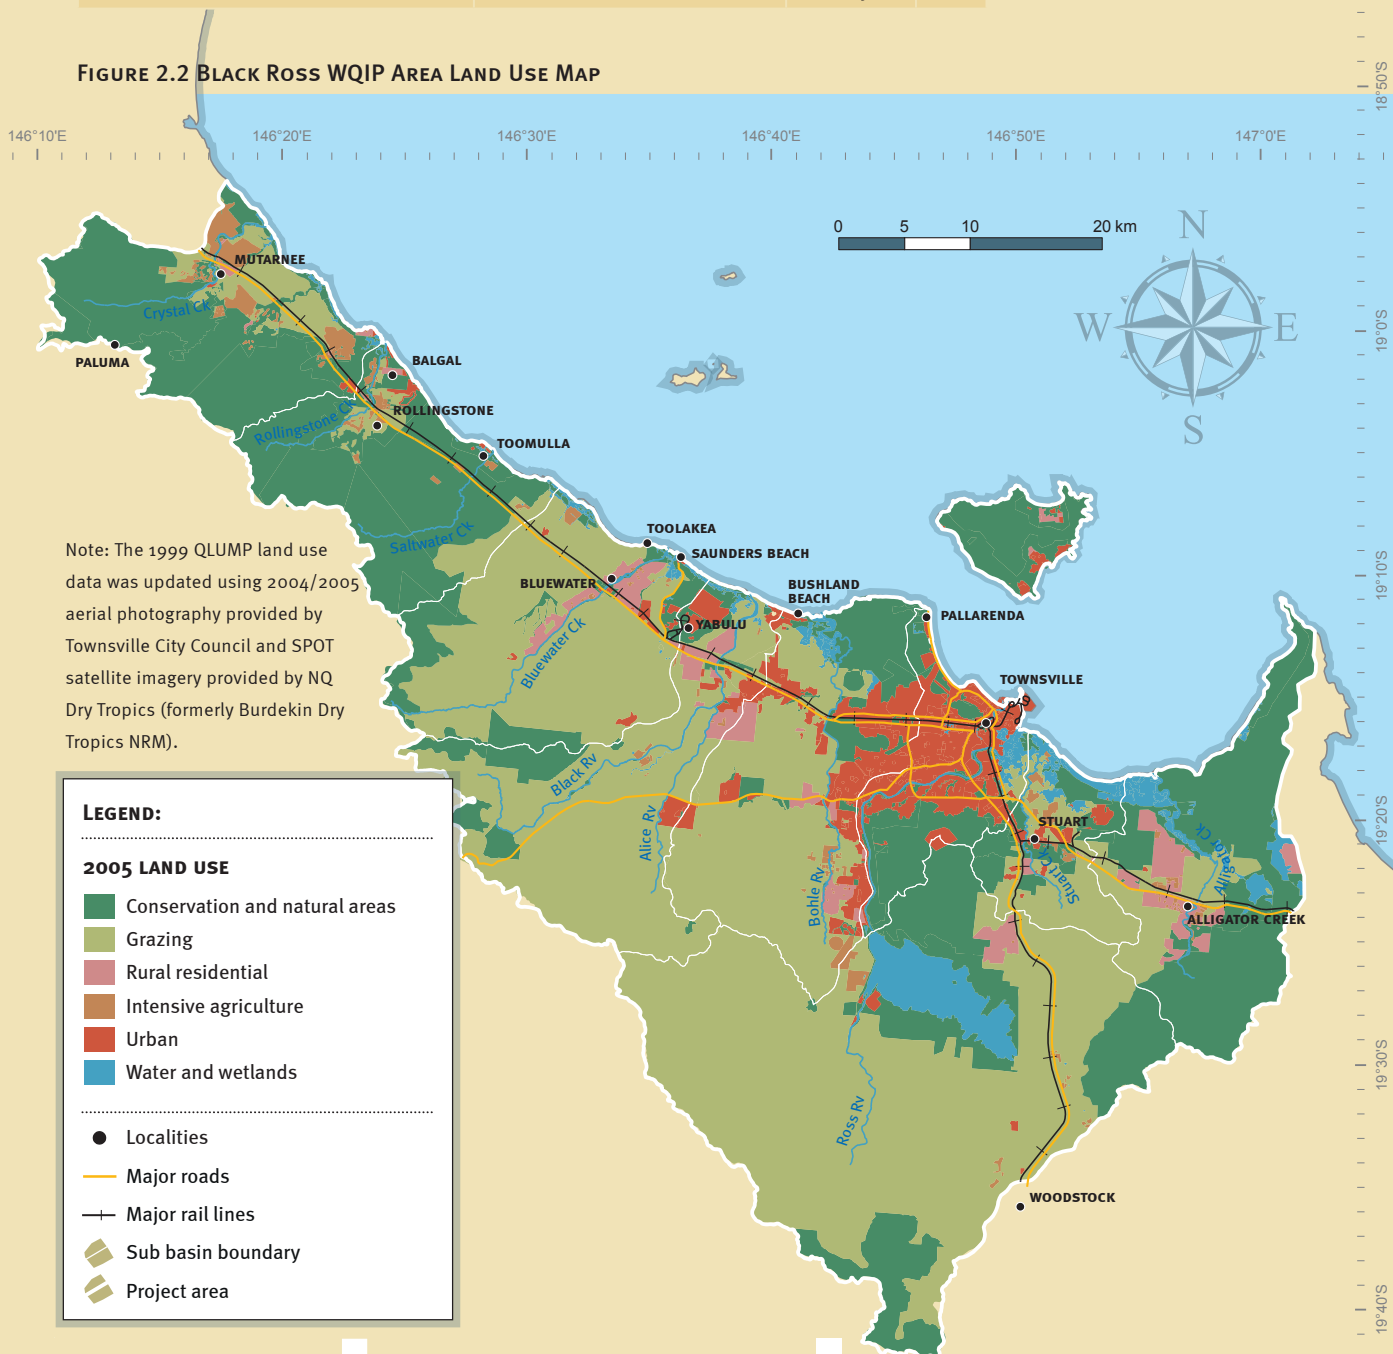 FIGURE 2.2 BLACK ROSS WQIP AREA LAND USE MAP
146°10'E
146°20'E
146°30'E
146°40'E
146°50'E
147°0'E
18°50'S
19°0'S
19°10'S
19°20'S
19°30'S
19°40'S
0 5 10 20 km
N
W
E
S
MUTARNEE
Crystal Ck
PALUMA
BALGAL
ROLLINGSTONE
Rollingstone Ck
TOOMULLA
Saltwater Ck
TOOLAKEA
SAUNDERS BEACH
BLUEWATER
BUSHLAND
BEACH
YABULU
PALLARENDA
Bluewater Ck
TOWNSVILLE
Black Rv
Alice Rv
Bohle Rv
STUART
Stuart Ck
Alligator Ck
ALLIGATOR CREEK
Ross Rv
WOODSTOCK
Note: The 1999 QLUMP land use
data was updated using 2004/2005
aerial photography provided by
Townsville City Council and SPOT
satellite imagery provided by NQ
Dry Tropics (formerly Burdekin Dry
Tropics NRM).
LEGEND:
2005 LAND USE
Conservation and natural areas
Grazing
Rural residential
Intensive agriculture
Urban
Water and wetlands
Localities
Major roads
Major rail lines
Sub basin boundary
Project area